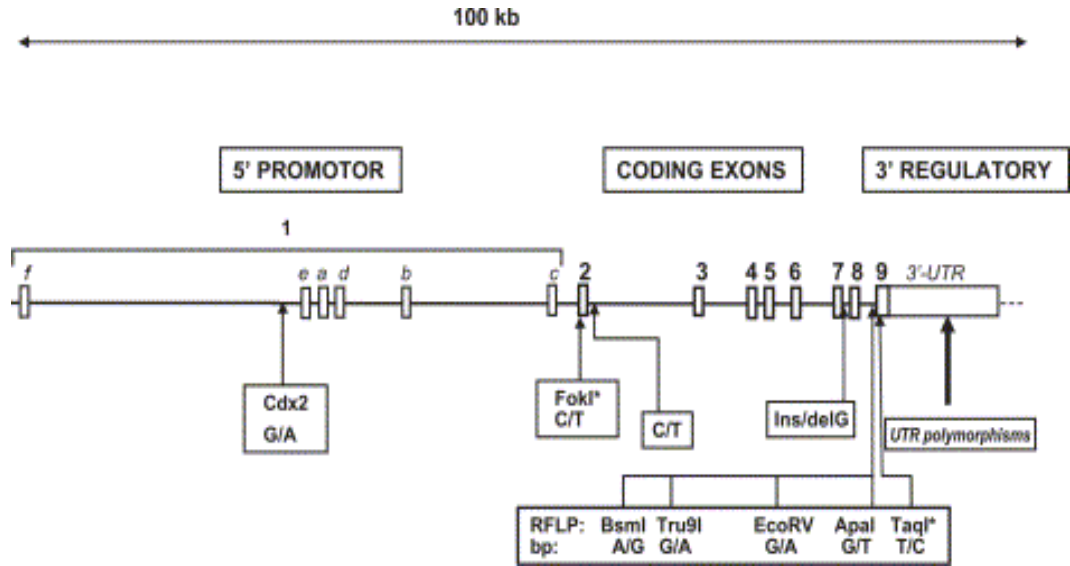 100 kb
5' PROMOTOR CODING EXONS 3' REGULATORY
1
f e a d b c 2 3 4 5 6 7 8 9 3'-UTR
Cdx2
G/A
FokI*
C/T
C/T
Ins/delG
UTR polymorphisms
RFLP: BsmI Tru9I EcoRV ApaI TaqI*
bp: A/G G/A G/A G/T T/C